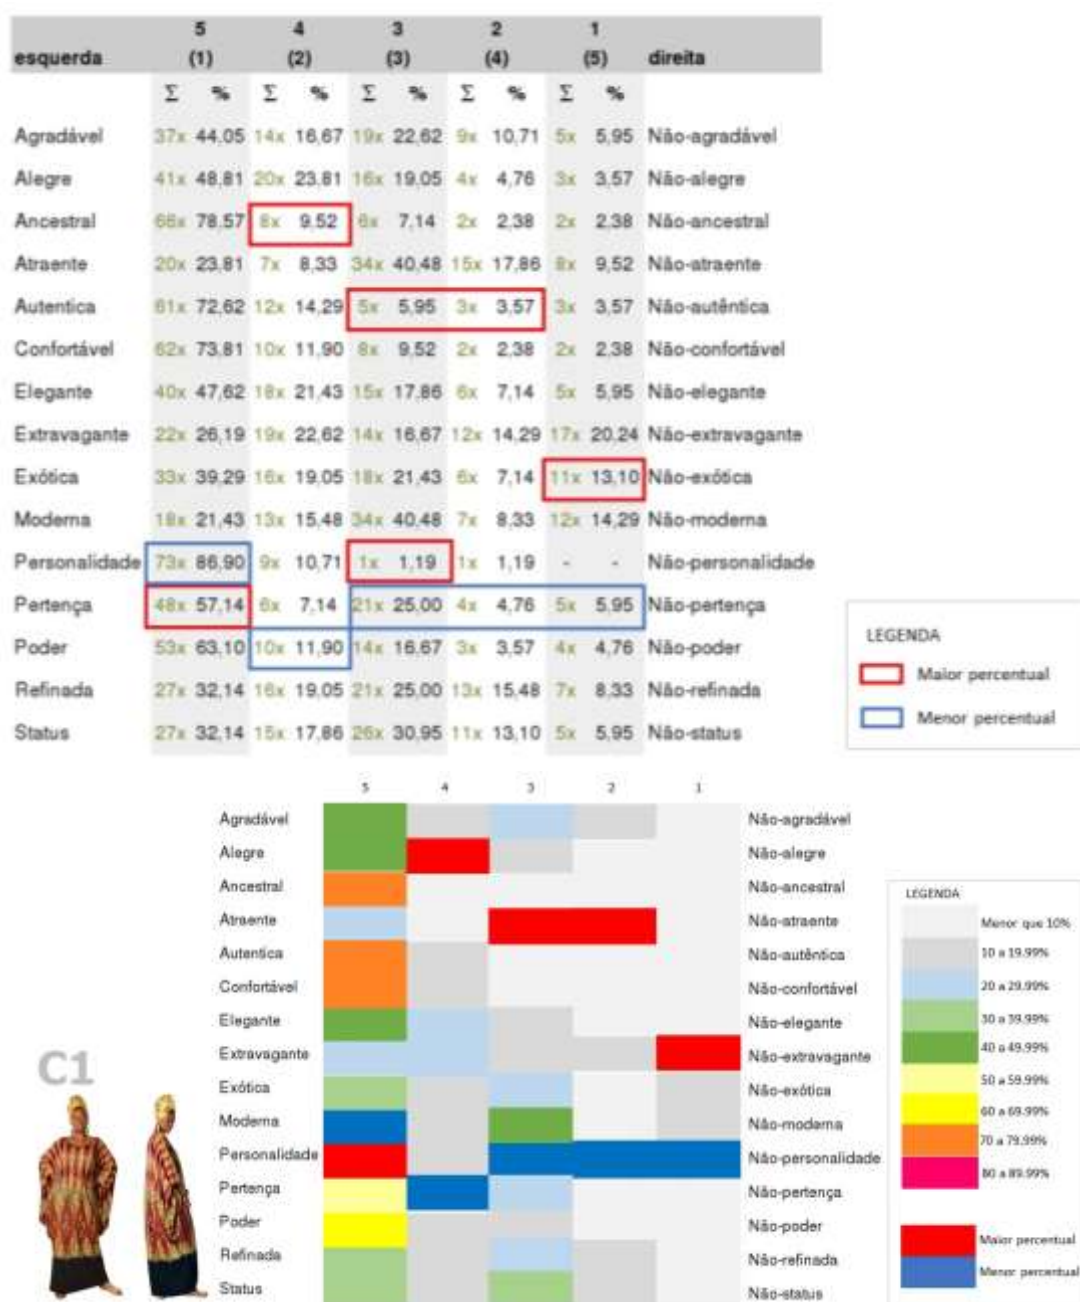 5 4 3 2 1
esquerda (1) (2) (3) (4) (5) direita
Σ % Σ % Σ % Σ % Σ %
Agradável 37x 44,05 14x 16,67 19x 22,62 9x 10,71 5x 5,95 Não-agradável
Alegre 41x 48,81 20x 23,81 16x 19,05 4x 4,76 3x 3,57 Não-alegre
Ancestral 66x 78,57 8x 9,52 6x 7,14 2x 2,38 2x 2,38 Não-ancestral
Atraente 20x 23,81 7x 8,33 34x 40,48 15x 17,86 8x 9,52 Não-atraente
Autentica 61x 72,62 12x 14,29 5x 5,95 3x 3,57 3x 3,57 Não-autêntica
Confortável 62x 73,81 10x 11,90 8x 9,52 2x 2,38 2x 2,38 Não-confortável
Elegante 40x 47,62 18x 21,43 15x 17,86 6x 7,14 5x 5,95 Não-elegante
Extravagante 22x 26,19 19x 22,62 14x 16,67 12x 14,29 17x 20,24 Não-extravagante
Exótica 33x 39,29 16x 19,05 18x 21,43 6x 7,14 11x 13,10 Não-exótica
Moderna 18x 21,43 13x 15,48 34x 40,48 7x 8,33 12x 14,29 Não-moderna
Personalidade 73x 86,90 9x 10,71 1x 1,19 1x 1,19 - - Não-personalidade
Pertença 48x 57,14 6x 7,14 21x 25,00 4x 4,76 5x 5,95 Não-pertença
Poder 53x 63,10 10x 11,90 14x 16,67 3x 3,57 4x 4,76 Não-poder
Refinada 27x 32,14 16x 19,05 21x 25,00 13x 15,48 7x 8,33 Não-refinada
Status 27x 32,14 15x 17,86 26x 30,95 11x 13,10 5x 5,95 Não-status
LEGENDA
Maior percentual
Menor percentual
5 4 3 2 1
Agradável Não-agradável
Alegre Não-alegre
Ancestral Não-ancestral
Atraente Não-atraente
Autentica Não-autêntica
Confortável Não-confortável
Elegante Não-elegante
Extravagante Não-extravagante
Exótica Não-exótica
Moderna Não-moderna
Personalidade Não-personalidade
Pertença Não-pertença
Poder Não-poder
Refinada Não-refinada
Status Não-status
C1
LEGENDA
Menor que 10%
10 a 19.99%
20 a 29.99%
30 a 39.99%
40 a 49.99%
50 a 59.99%
60 a 69.99%
70 a 79,99%
80 a 89.99%
Maior percentual
Menor percentual